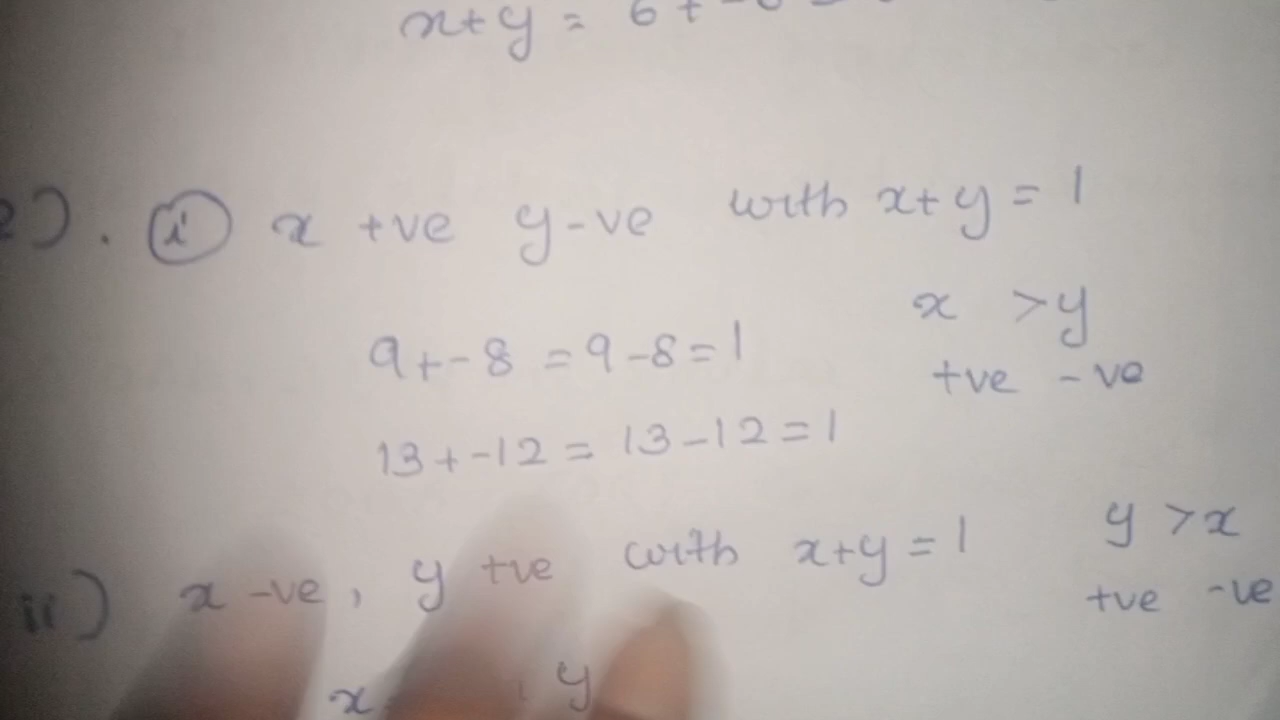 x+y = 6 + -
2). (i) x +ve y -ve with x+y = 1
x > y
9 + -8 = 9 - 8 = 1
+ve -ve
13 + -12 = 13 - 12 = 1
ii) x -ve, y +ve with x+y = 1 y > x
+ve -ve
x , y